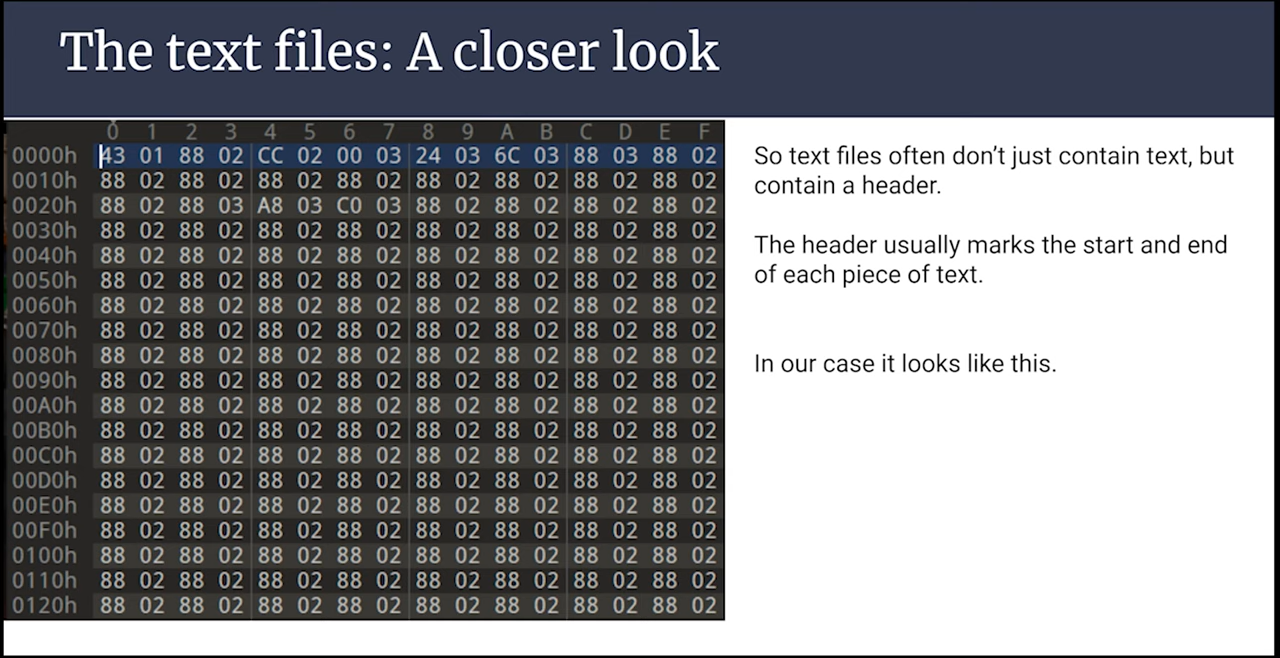 The text files: A closer look
0 1 2 3 4 5 6 7 8 9 A B C D E F
0000h 43 01 88 02 CC 02 00 03 24 03 6C 03 88 03 88 02
0010h 88 02 88 02 88 02 88 02 88 02 88 02 88 02 88 02
0020h 88 02 88 03 A8 03 C0 03 88 02 88 02 88 02 88 02
0030h 88 02 88 02 88 02 88 02 88 02 88 02 88 02 88 02
0040h 88 02 88 02 88 02 88 02 88 02 88 02 88 02 88 02
0050h 88 02 88 02 88 02 88 02 88 02 88 02 88 02 88 02
0060h 88 02 88 02 88 02 88 02 88 02 88 02 88 02 88 02
0070h 88 02 88 02 88 02 88 02 88 02 88 02 88 02 88 02
0080h 88 02 88 02 88 02 88 02 88 02 88 02 88 02 88 02
0090h 88 02 88 02 88 02 88 02 88 02 88 02 88 02 88 02
00A0h 88 02 88 02 88 02 88 02 88 02 88 02 88 02 88 02
00B0h 88 02 88 02 88 02 88 02 88 02 88 02 88 02 88 02
00C0h 88 02 88 02 88 02 88 02 88 02 88 02 88 02 88 02
00D0h 88 02 88 02 88 02 88 02 88 02 88 02 88 02 88 02
00E0h 88 02 88 02 88 02 88 02 88 02 88 02 88 02 88 02
00F0h 88 02 88 02 88 02 88 02 88 02 88 02 88 02 88 02
0100h 88 02 88 02 88 02 88 02 88 02 88 02 88 02 88 02
0110h 88 02 88 02 88 02 88 02 88 02 88 02 88 02 88 02
0120h 88 02 88 02 88 02 88 02 88 02 88 02 88 02 88 02
So text files often don’t just contain text, but
contain a header.
The header usually marks the start and end
of each piece of text.
In our case it looks like this.